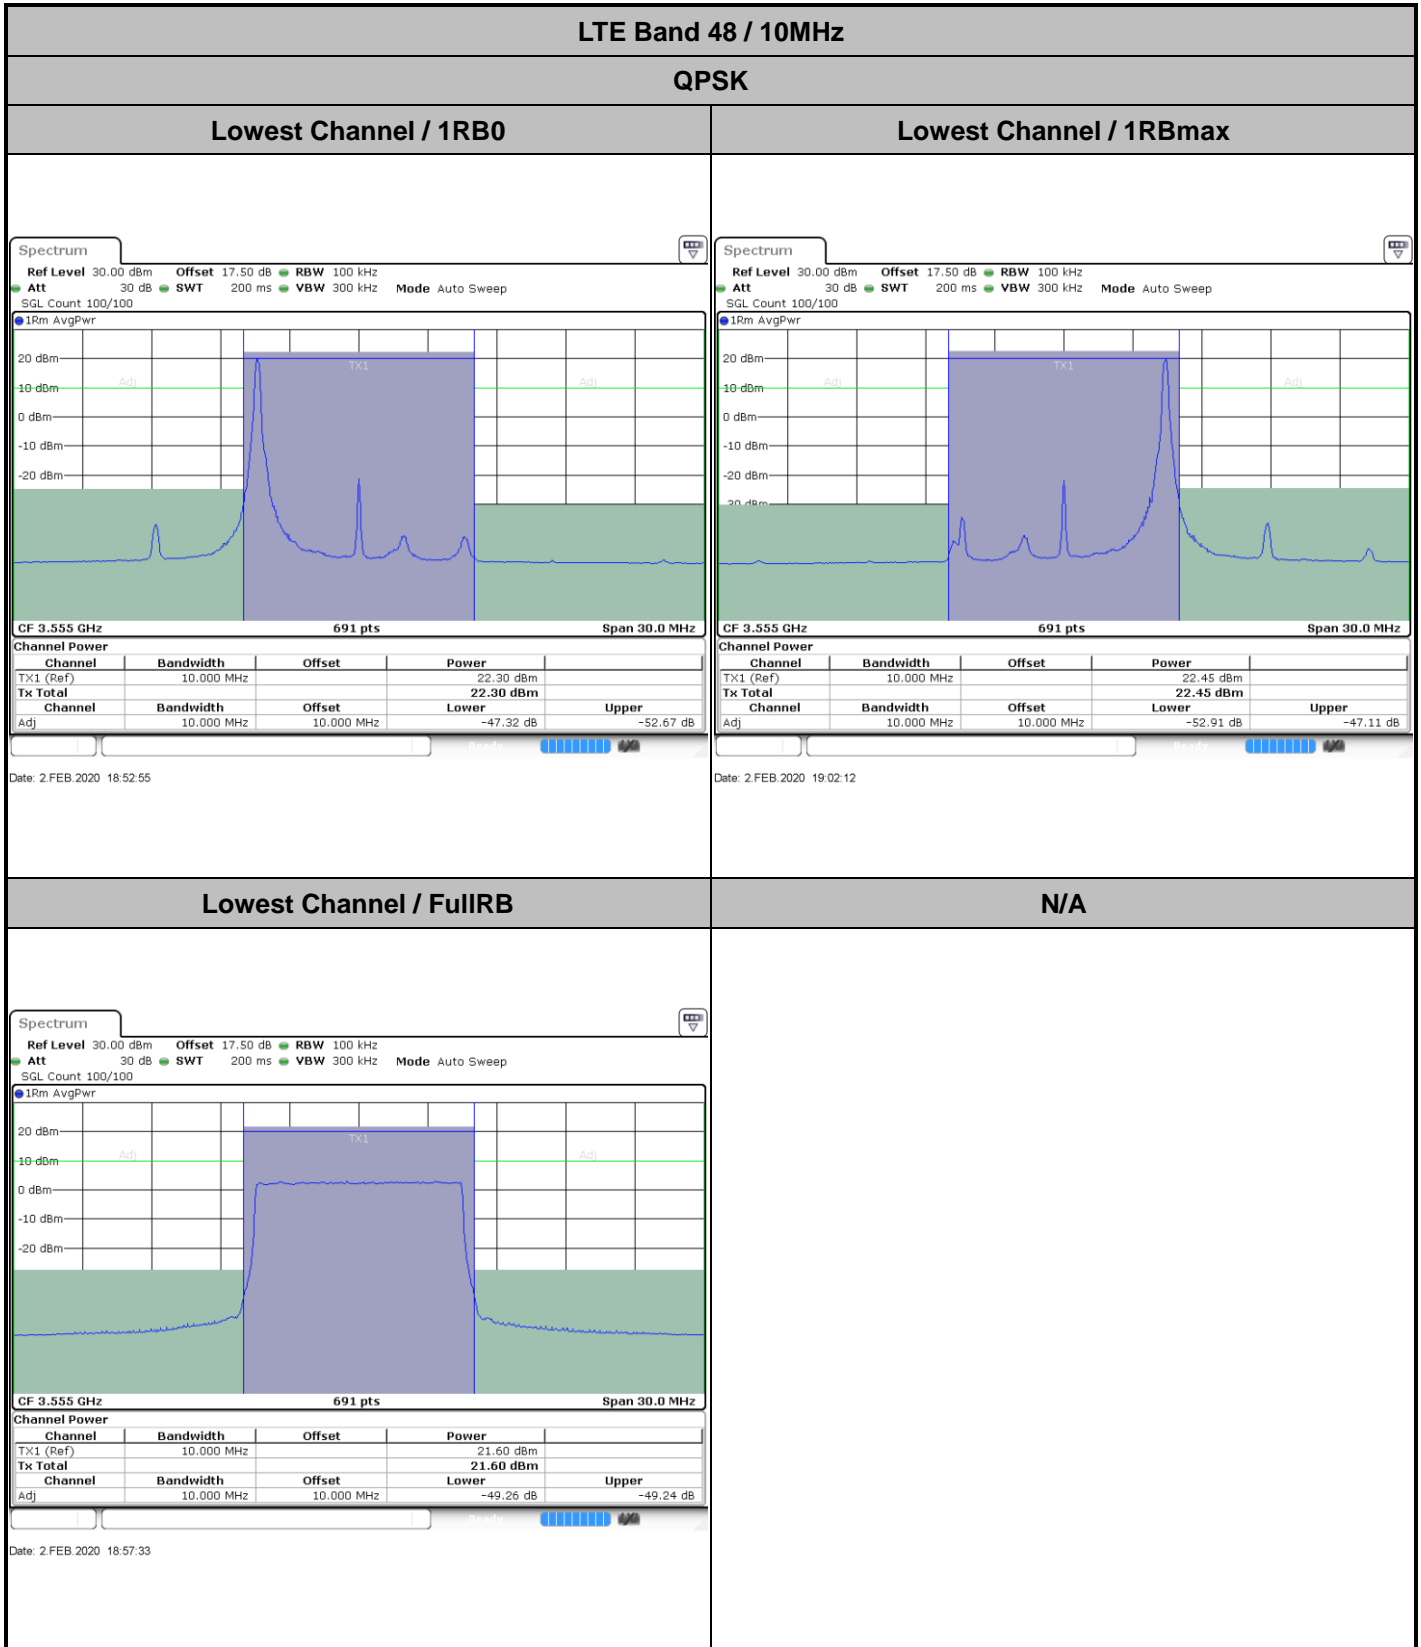 LTE Band 48 / 10MHz
QPSK
Lowest Channel / 1RB0
Lowest Channel / 1RBmax
Spectrum
Ref Level 30.00 dBm Offset 17.50 dB RBW 100 kHz
Att 30 dB SWT 200 ms VBW 300 kHz Mode Auto Sweep
SGL Count 100/100
1Rm AvgPwr
20 dBm
TX1
10 dBm
Adj
Adj
0 dBm
-10 dBm
-20 dBm
CF 3.555 GHz 691 pts Span 30.0 MHz
Channel Power
Channel Bandwidth Offset Power
TX1 (Ref) 10.000 MHz 22.30 dBm
Tx Total 22.30 dBm
Channel Bandwidth Offset Lower Upper
Adj 10.000 MHz 10.000 MHz -47.32 dB -52.67 dB
Ready
Date: 2.FEB.2020 18:52:55
Spectrum
Ref Level 30.00 dBm Offset 17.50 dB RBW 100 kHz
Att 30 dB SWT 200 ms VBW 300 kHz Mode Auto Sweep
SGL Count 100/100
1Rm AvgPwr
20 dBm
TX1
10 dBm
Adj
Adj
0 dBm
-10 dBm
-20 dBm
-30 dBm
CF 3.555 GHz 691 pts Span 30.0 MHz
Channel Power
Channel Bandwidth Offset Power
TX1 (Ref) 10.000 MHz 22.45 dBm
Tx Total 22.45 dBm
Channel Bandwidth Offset Lower Upper
Adj 10.000 MHz 10.000 MHz -52.91 dB -47.11 dB
Ready
Date: 2.FEB.2020 19:02:12
Lowest Channel / FullRB
N/A
Spectrum
Ref Level 30.00 dBm Offset 17.50 dB RBW 100 kHz
Att 30 dB SWT 200 ms VBW 300 kHz Mode Auto Sweep
SGL Count 100/100
1Rm AvgPwr
20 dBm
TX1
10 dBm
Adj
Adj
0 dBm
-10 dBm
-20 dBm
CF 3.555 GHz 691 pts Span 30.0 MHz
Channel Power
Channel Bandwidth Offset Power
TX1 (Ref) 10.000 MHz 21.60 dBm
Tx Total 21.60 dBm
Channel Bandwidth Offset Lower Upper
Adj 10.000 MHz 10.000 MHz -49.26 dB -49.24 dB
Ready
Date: 2.FEB.2020 18:57:33